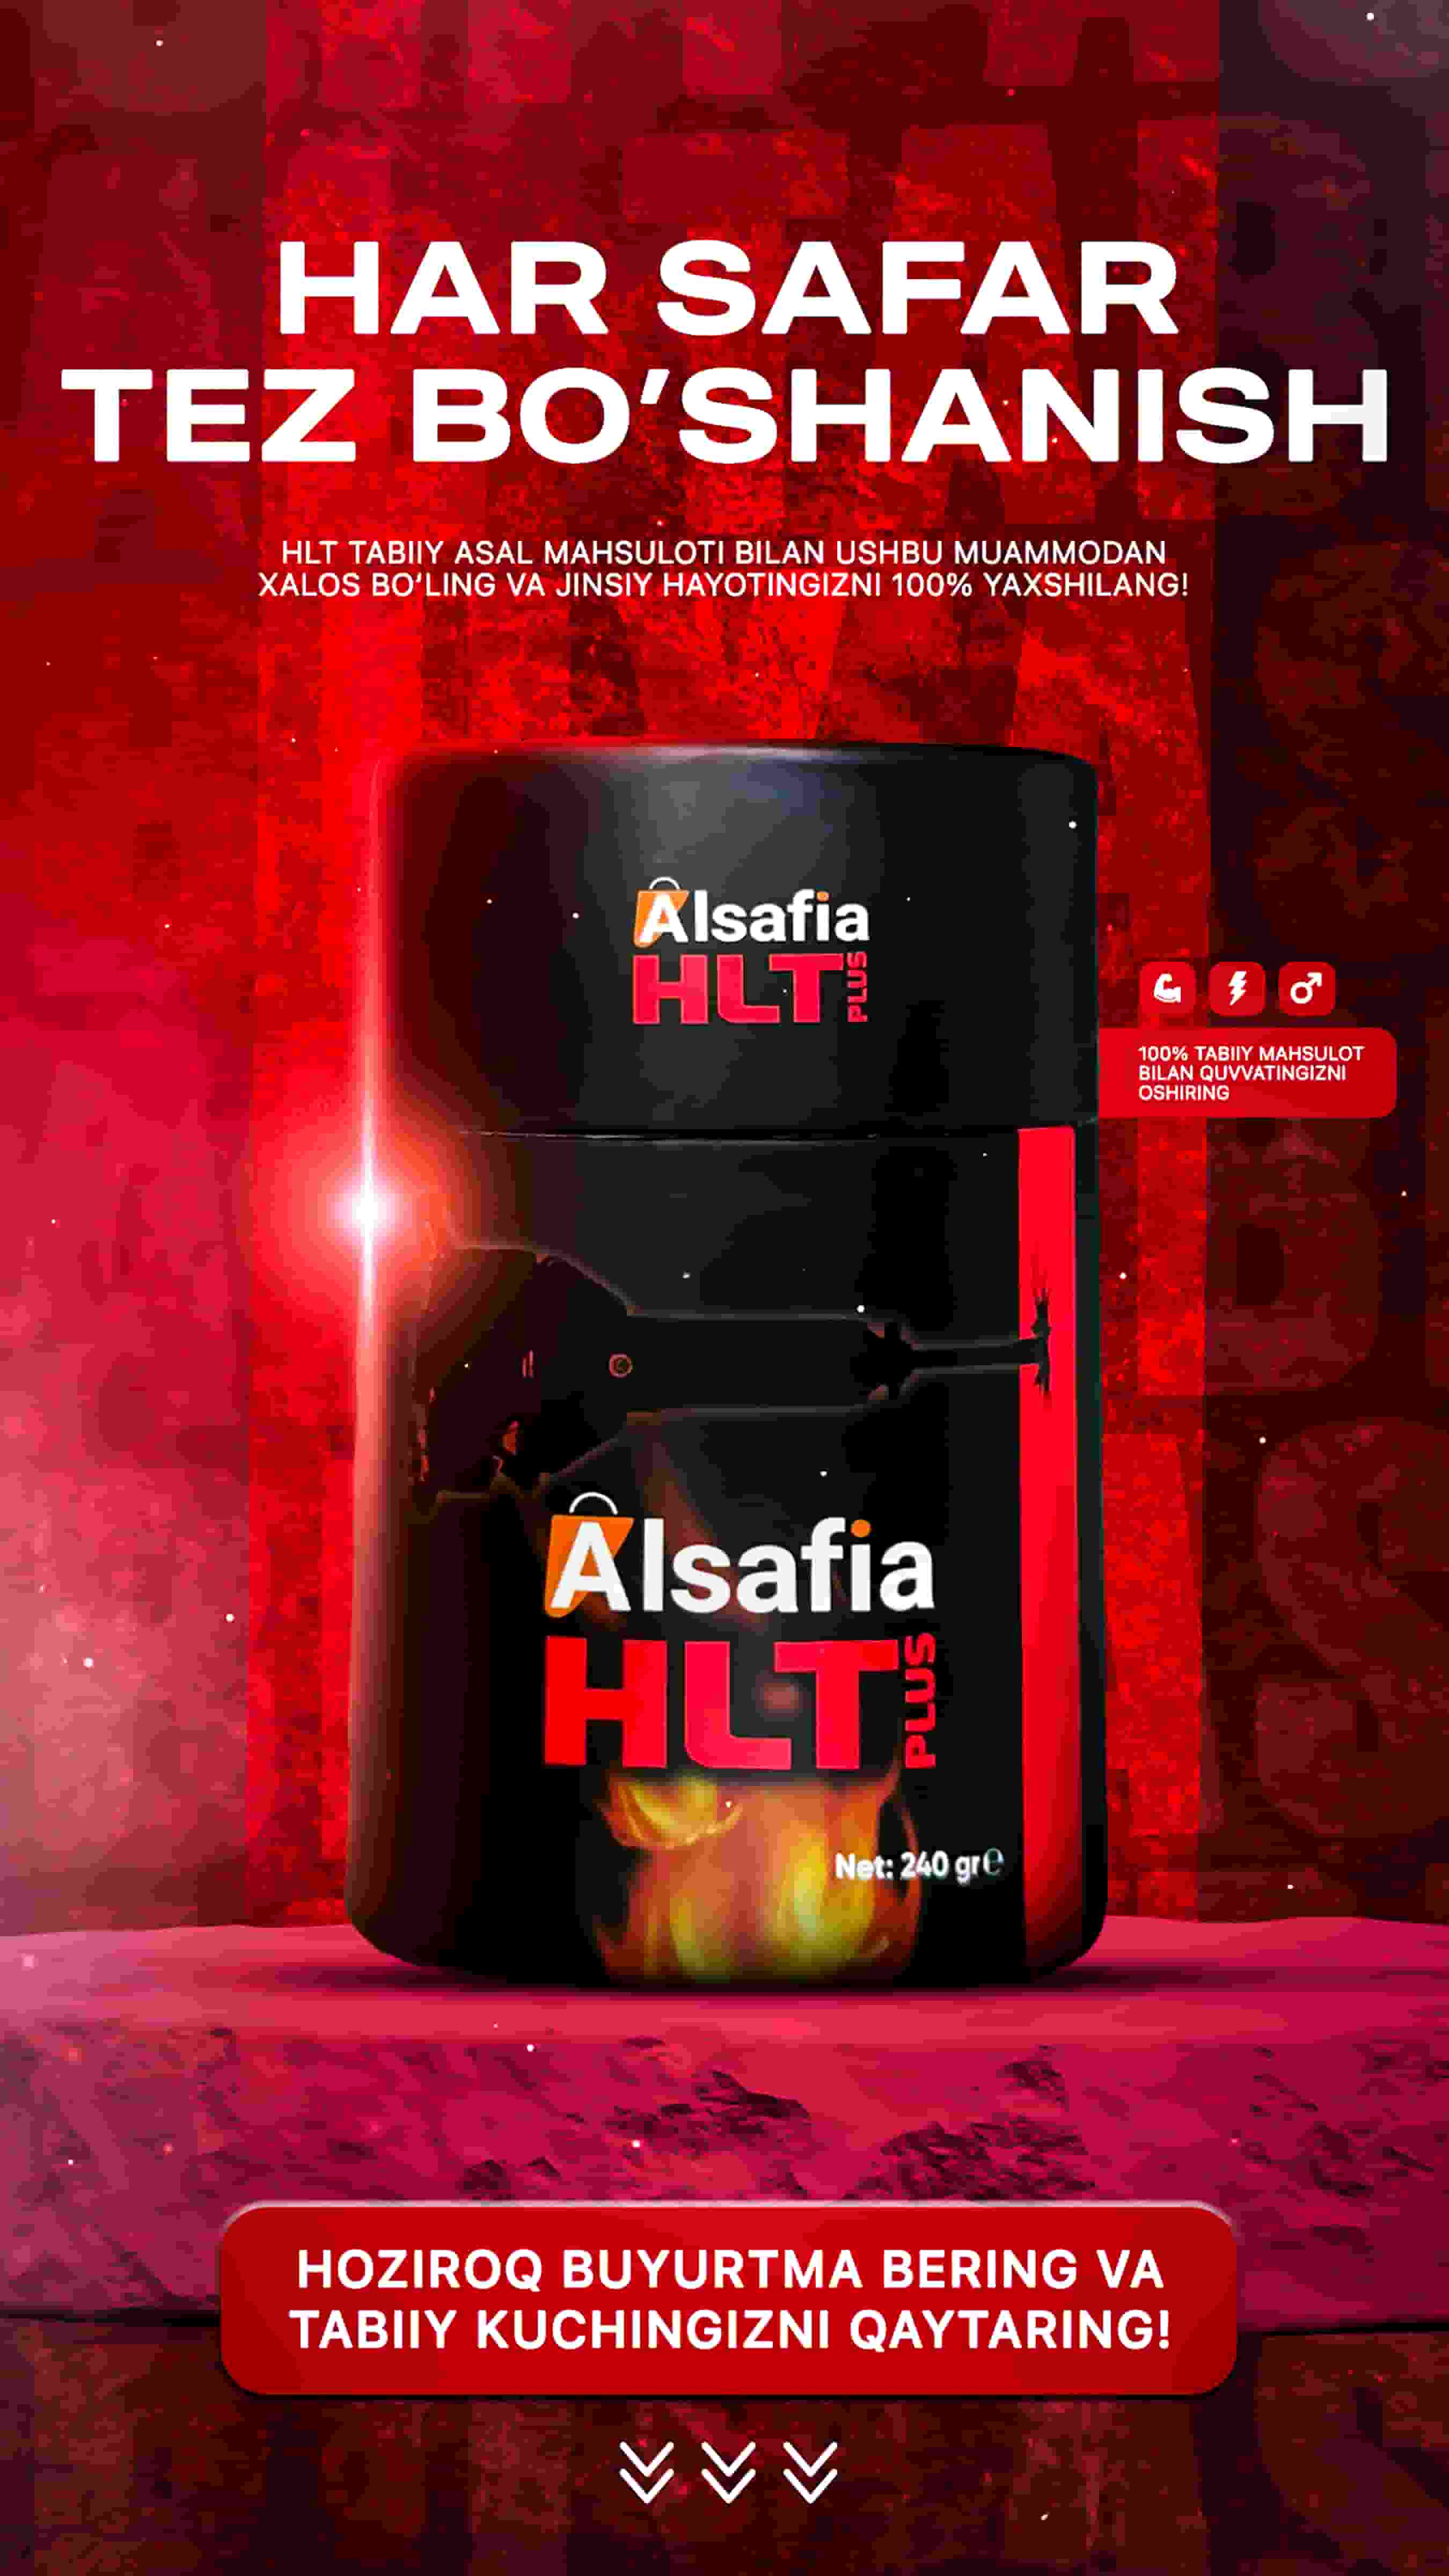 HAR SAFAR
TEZ BO'SHANISH
HLT TABIIY ASAL MAHSULOTI BILAN USHBU MUAMMODAN
XALOS BO'LING VA JINSIY HAYOTINGIZNI 100% YAXSHILANG!
Alsafia
HLT PLUS
100% TABIIY MAHSULOT
BILAN QUVVATINGIZNI
OSHIRING
Alsafia
HLT PLUS
Net: 240 gr℮
HOZIROQ BUYURTMA BERING VA
TABIIY KUCHINGIZNI QAYTARING!